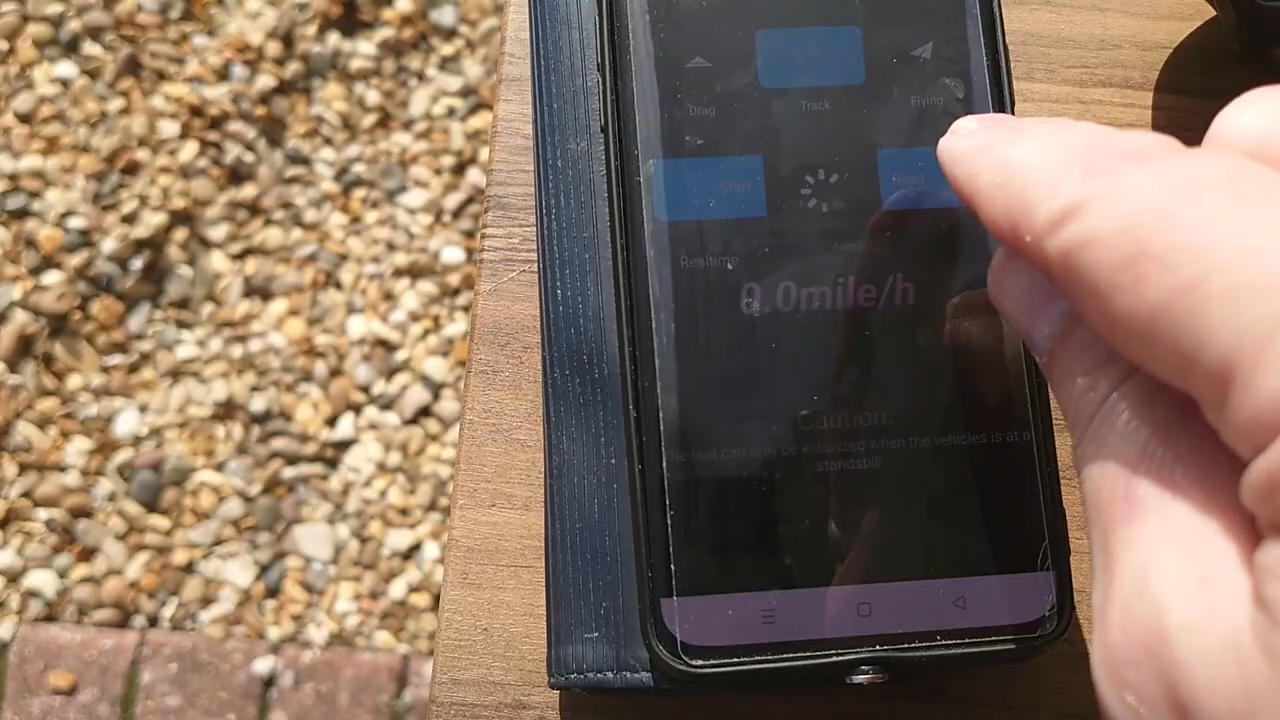 Drag
Track
Flying
Start
Read
Realtime
0.0mile/h
Caution:
The test can only be initialized when the vehicles is at a
standstill!